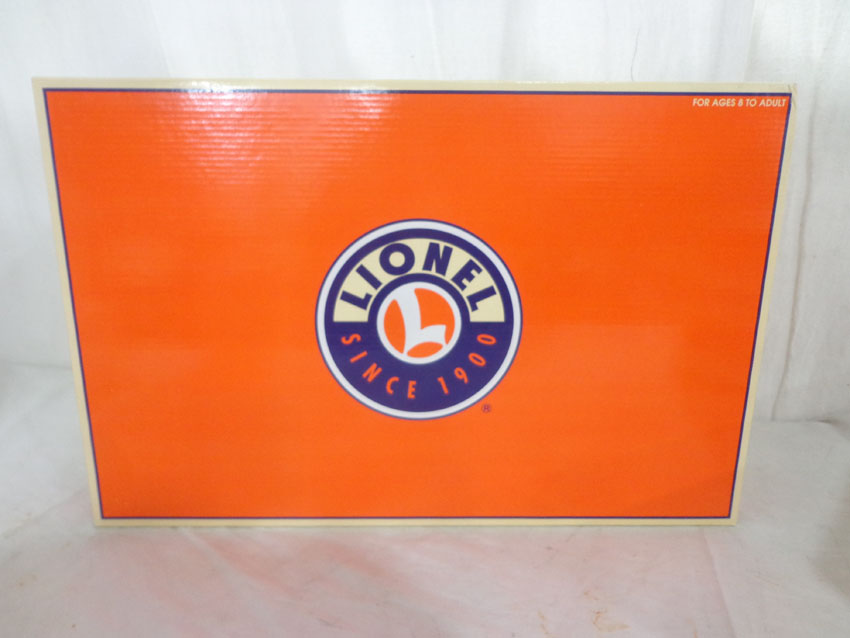 FOR AGES 8 TO ADULT
LIONEL
L
SINCE 1900
®